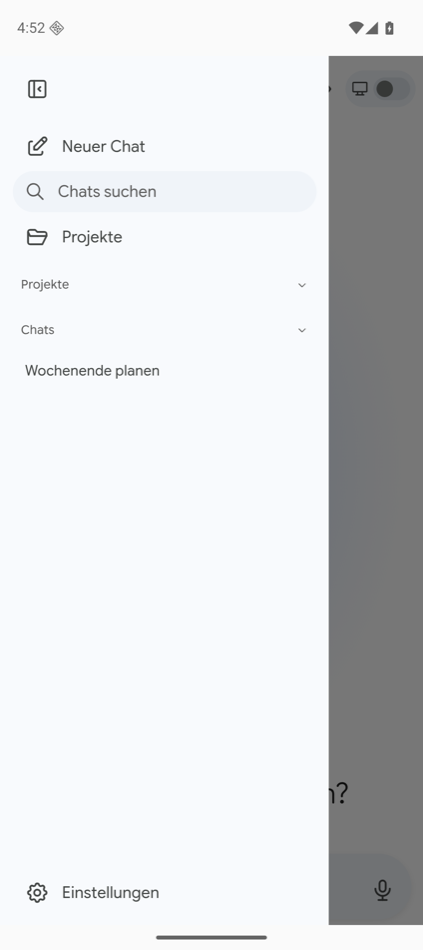 4:52
Neuer Chat
Chats suchen
Projekte
Projekte
Chats
Wochenende planen
?
Einstellungen